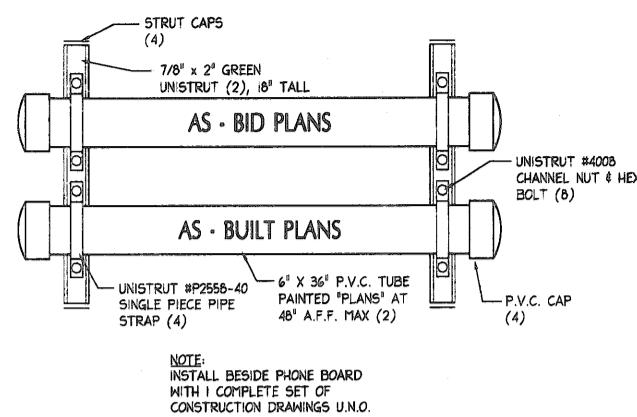 STRUT CAPS
(4)
7/8" x 2" GREEN
UNISTRUT (2), 18" TALL
AS - BID PLANS
UNISTRUT #400B
CHANNEL NUT & HEX
BOLT (8)
AS - BUILT PLANS
UNISTRUT #P2558-40
SINGLE PIECE PIPE
STRAP (4)
6" X 36" P.V.C. TUBE
PAINTED "PLANS" AT
48" A.F.F. MAX (2)
P.V.C. CAP
(4)
NOTE:
INSTALL BESIDE PHONE BOARD
WITH 1 COMPLETE SET OF
CONSTRUCTION DRAWINGS U.N.O.